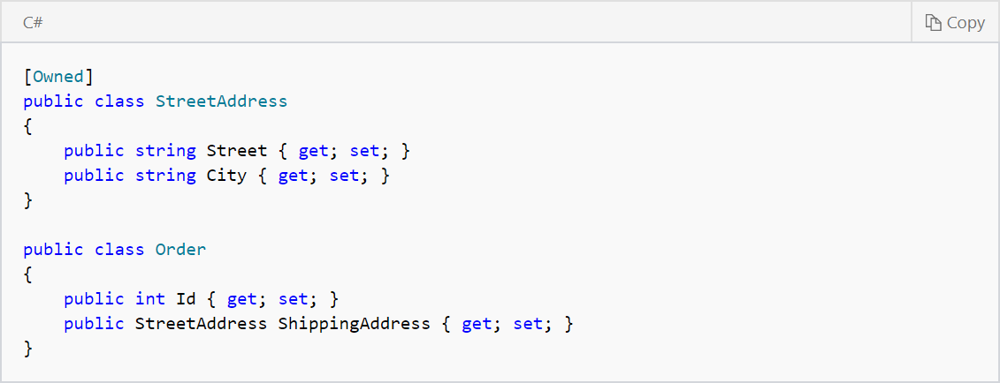 C#
Copy
[Owned]
public class StreetAddress
{
    public string Street { get; set; }
    public string City { get; set; }
}

public class Order
{
    public int Id { get; set; }
    public StreetAddress ShippingAddress { get; set; }
}